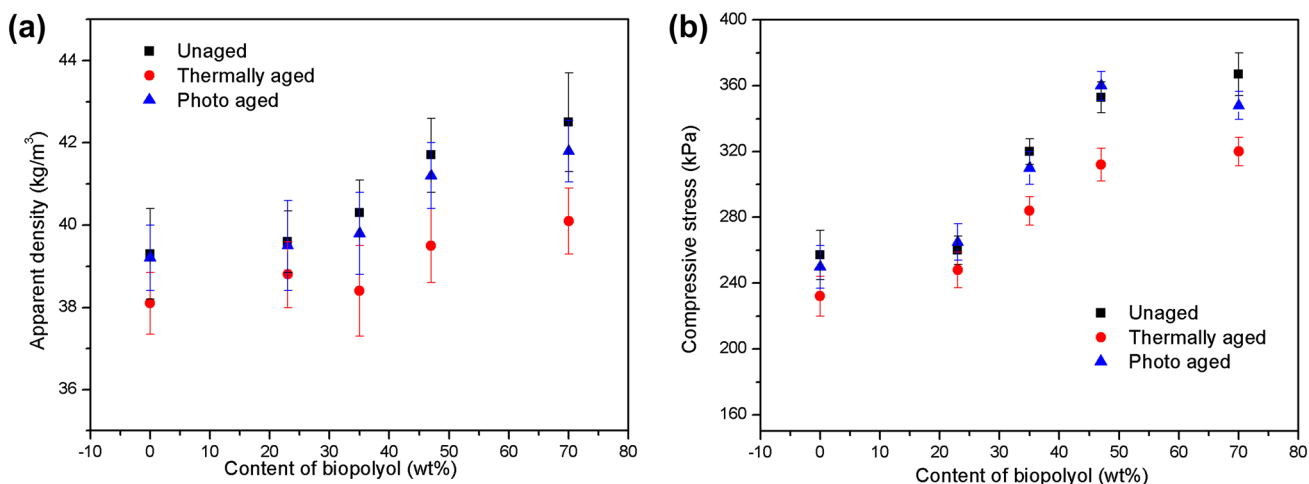 (a)
44
42
40
38
36
Apparent density (kg/m³)
Unaged
Thermally aged
Photo aged
-10 0 10 20 30 40 50 60 70 80
Content of biopolyol (wt%)
(b)
400
360
320
280
240
200
160
Compressive stress (kPa)
Unaged
Thermally aged
Photo aged
-10 0 10 20 30 40 50 60 70 80
Content of biopolyol (wt%)